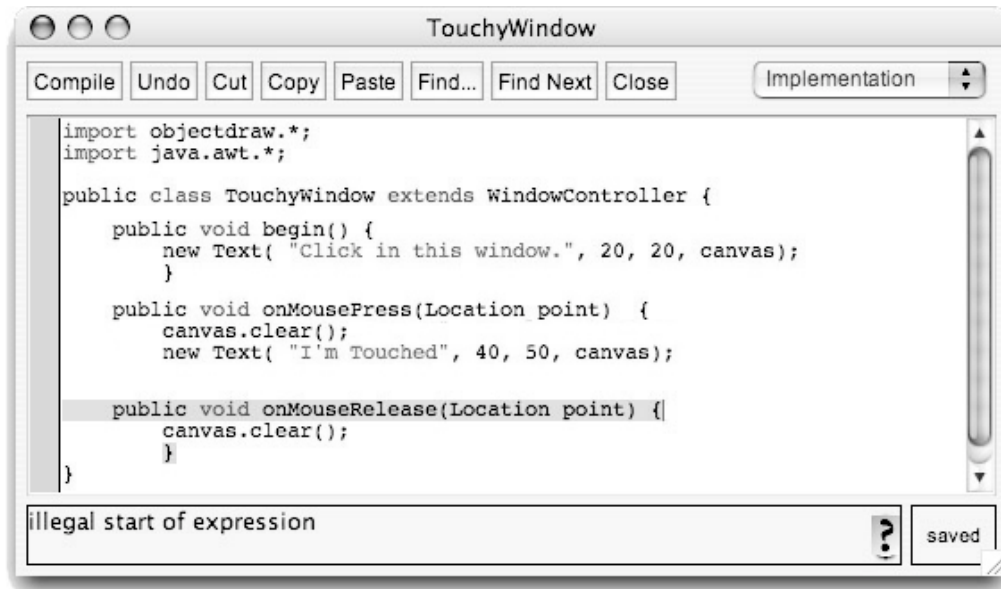 TouchyWindow
Compile Undo Cut Copy Paste Find... Find Next Close Implementation
import objectdraw.*;
import java.awt.*;
public class TouchyWindow extends WindowController {
public void begin() {
new Text( "Click in this window.", 20, 20, canvas);
}
public void onMousePress(Location point)  {
canvas.clear();
new Text( "I'm Touched", 40, 50, canvas);
public void onMouseRelease(Location point) {
canvas.clear();
}
}
illegal start of expression
? saved